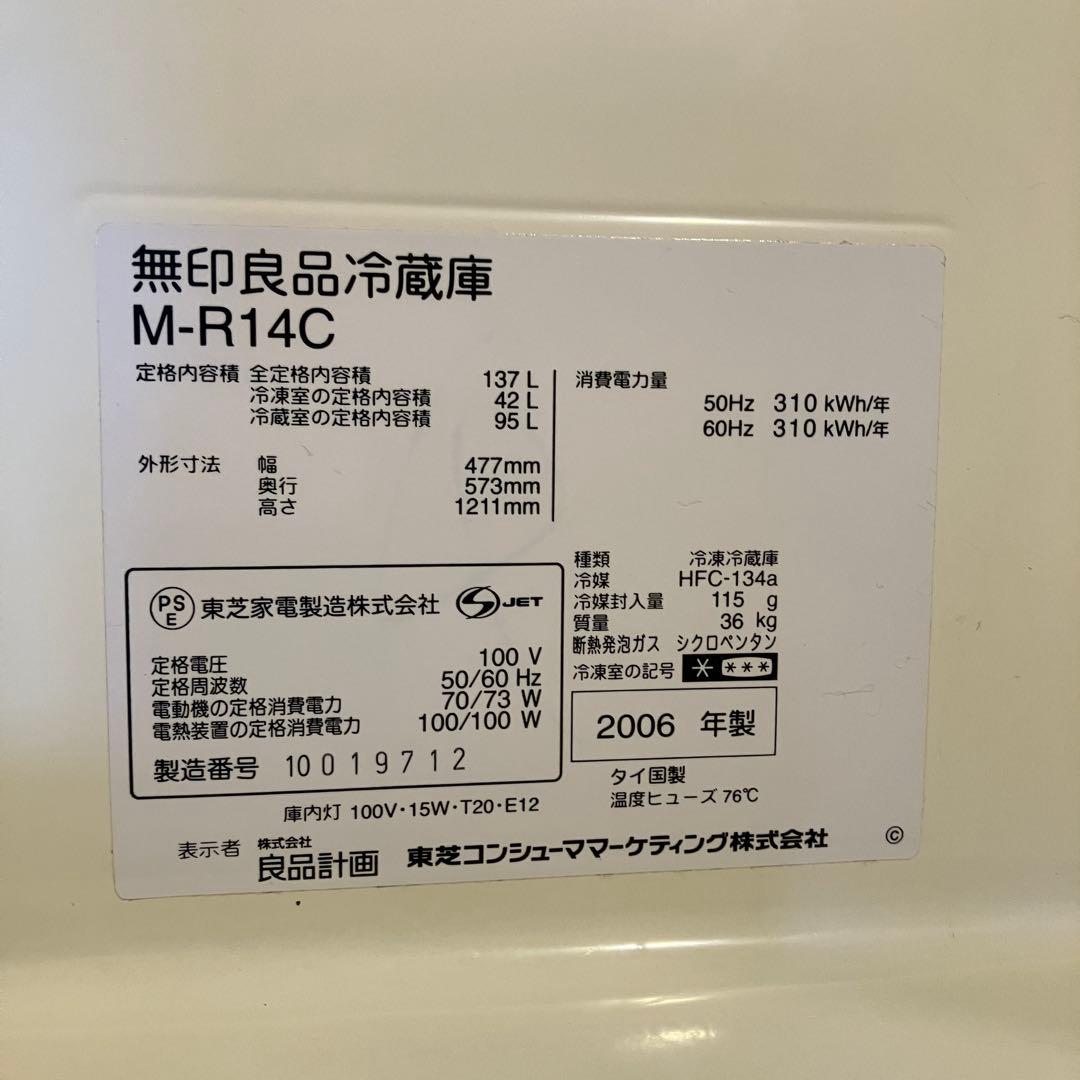 無印良品冷蔵庫
M-R14C
定格内容積 全定格内容積 137 L
冷凍室の定格内容積 42 L
冷蔵室の定格内容積 95 L
外形寸法 幅 477mm
奥行 573mm
高さ 1211mm
消費電力量
50Hz 310 kWh/年
60Hz 310 kWh/年
種類 冷凍冷蔵庫
冷媒 HFC-134a
冷媒封入量 115 g
質量 36 kg
断熱発泡ガス シクロペンタン
冷凍室の記号 * ***
2006 年製
タイ国製
温度ヒューズ 76℃
PS E 東芝家電製造株式会社 S JET
定格電圧 100 V
定格周波数 50/60 Hz
電動機の定格消費電力 70/73 W
電熱装置の定格消費電力 100/100 W
製造番号 10019712
庫内灯 100V・15W・T20・E12
表示者 株式会社 良品計画 東芝コンシューママーケティング株式会社 ©